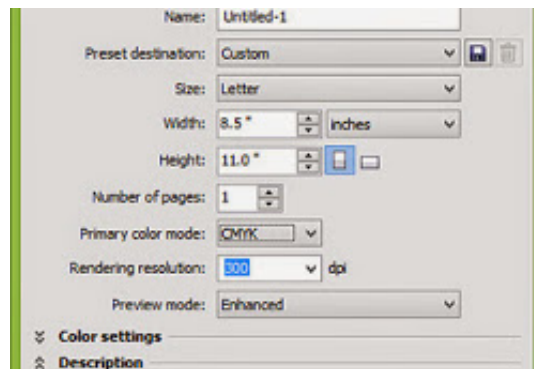 Name: Untitled-1
Preset destination: Custom
Size: Letter
Width: 8.5 " inches
Height: 11.0 "
Number of pages: 1
Primary color mode: CMYK
Rendering resolution: 300 dpi
Preview mode: Enhanced
Color settings
Description